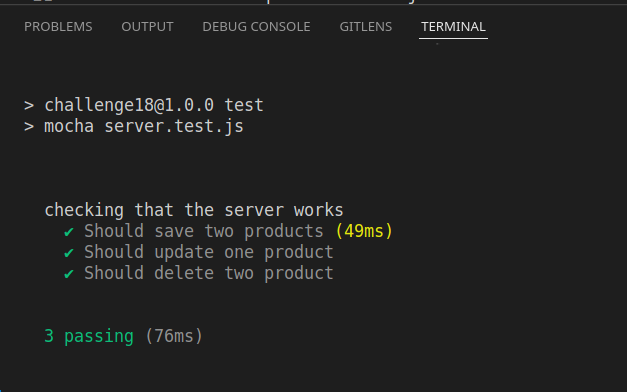 PROBLEMS OUTPUT DEBUG CONSOLE GITLENS TERMINAL
> challenge18@1.0.0 test
> mocha server.test.js
checking that the server works
✔ Should save two products (49ms)
✔ Should update one product
✔ Should delete two product
3 passing (76ms)